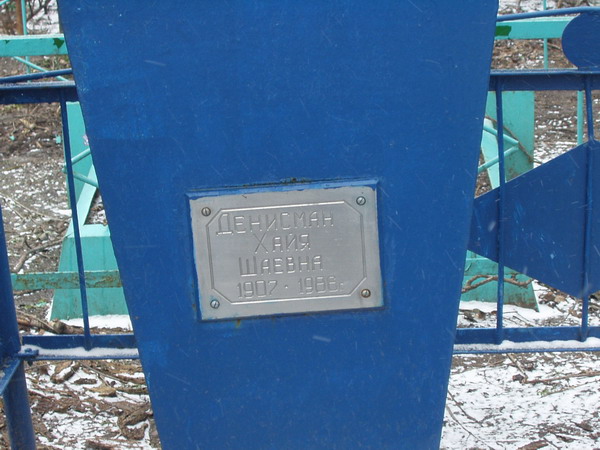 Денисман
Хайя
Шаевна
1907 • 1986г.